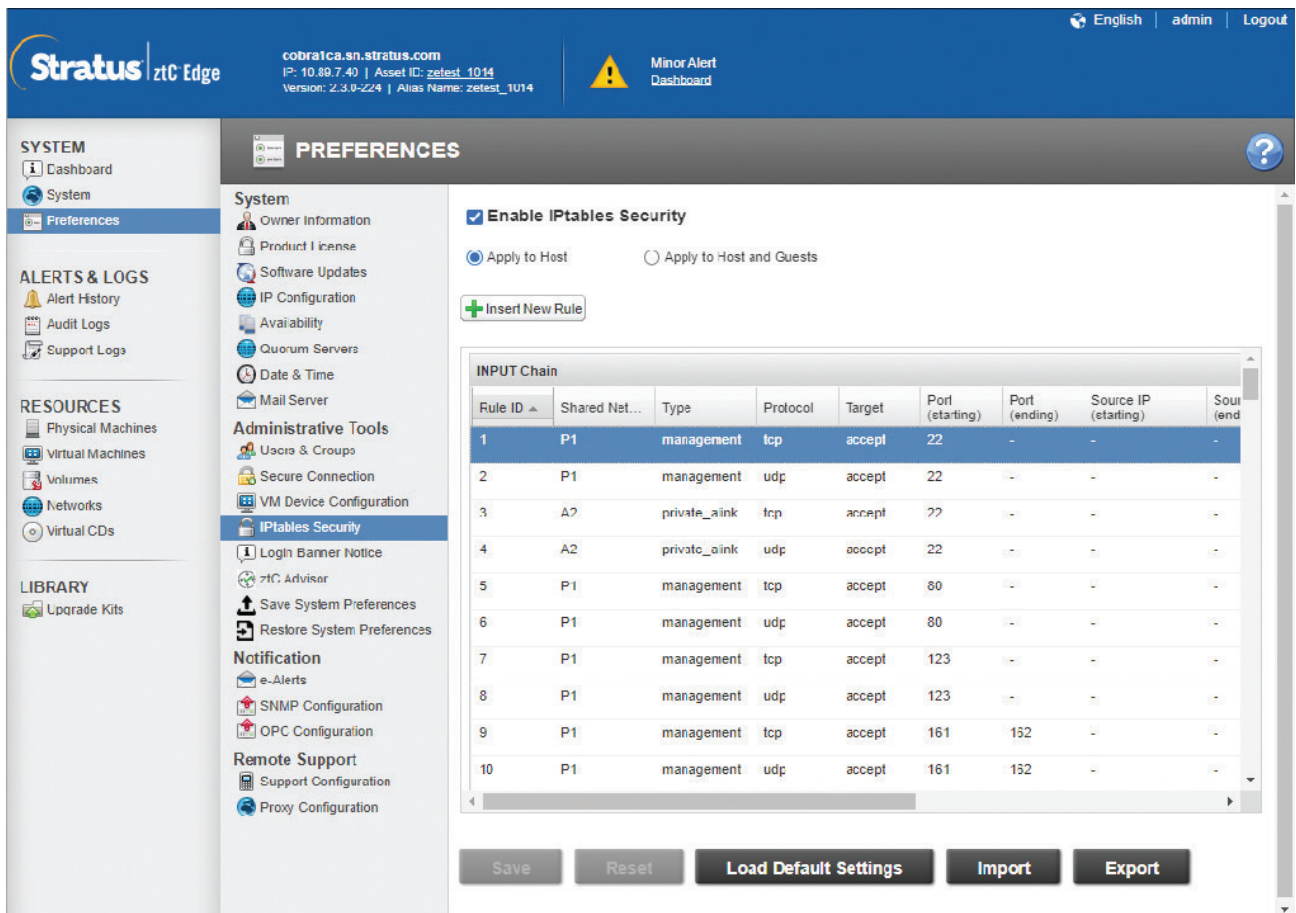 English | admin | Logout
Stratus ztC Edge
cobra1ca.sn.stratus.com
IP: 10.89.7.40 | Asset ID: zetest_1014
Version: 2.3.0-224 | Alias Name: zetest_1014
Minor Alert
Dashboard
SYSTEM
Dashboard
System
Preferences
ALERTS & LOGS
Alert History
Audit Logs
Support Logs
RESOURCES
Physical Machines
Virtual Machines
Volumes
Networks
Virtual CDs
LIBRARY
Upgrade Kits
PREFERENCES
System
Owner Information
Product License
Software Updates
IP Configuration
Availability
Quorum Servers
Date & Time
Mail Server
Administrative Tools
Users & Groups
Secure Connection
VM Device Configuration
IPtables Security
Login Banner Notice
ztC Advisor
Save System Preferences
Restore System Preferences
Notification
e-Alerts
SNMP Configuration
OPC Configuration
Remote Support
Support Configuration
Proxy Configuration
Enable IPtables Security
Apply to Host Apply to Host and Guests
Insert New Rule
INPUT Chain
Rule ID Shared Net... Type Protocol Target Port (starting) Port (ending) Source IP (starting) Sour (end
1 P1 management tcp accept 22 - - -
2 P1 management udp accept 22 - - -
3 A2 private_alink tcp accept 22 - - -
4 A2 private_alink udp accept 22 - - -
5 P1 management tcp accept 80 - - -
6 P1 management udp accept 80 - - -
7 P1 management tcp accept 123 - - -
8 P1 management udp accept 123 - - -
9 P1 management tcp accept 161 162 - -
10 P1 management udp accept 161 162 - -
Save Reset Load Default Settings Import Export